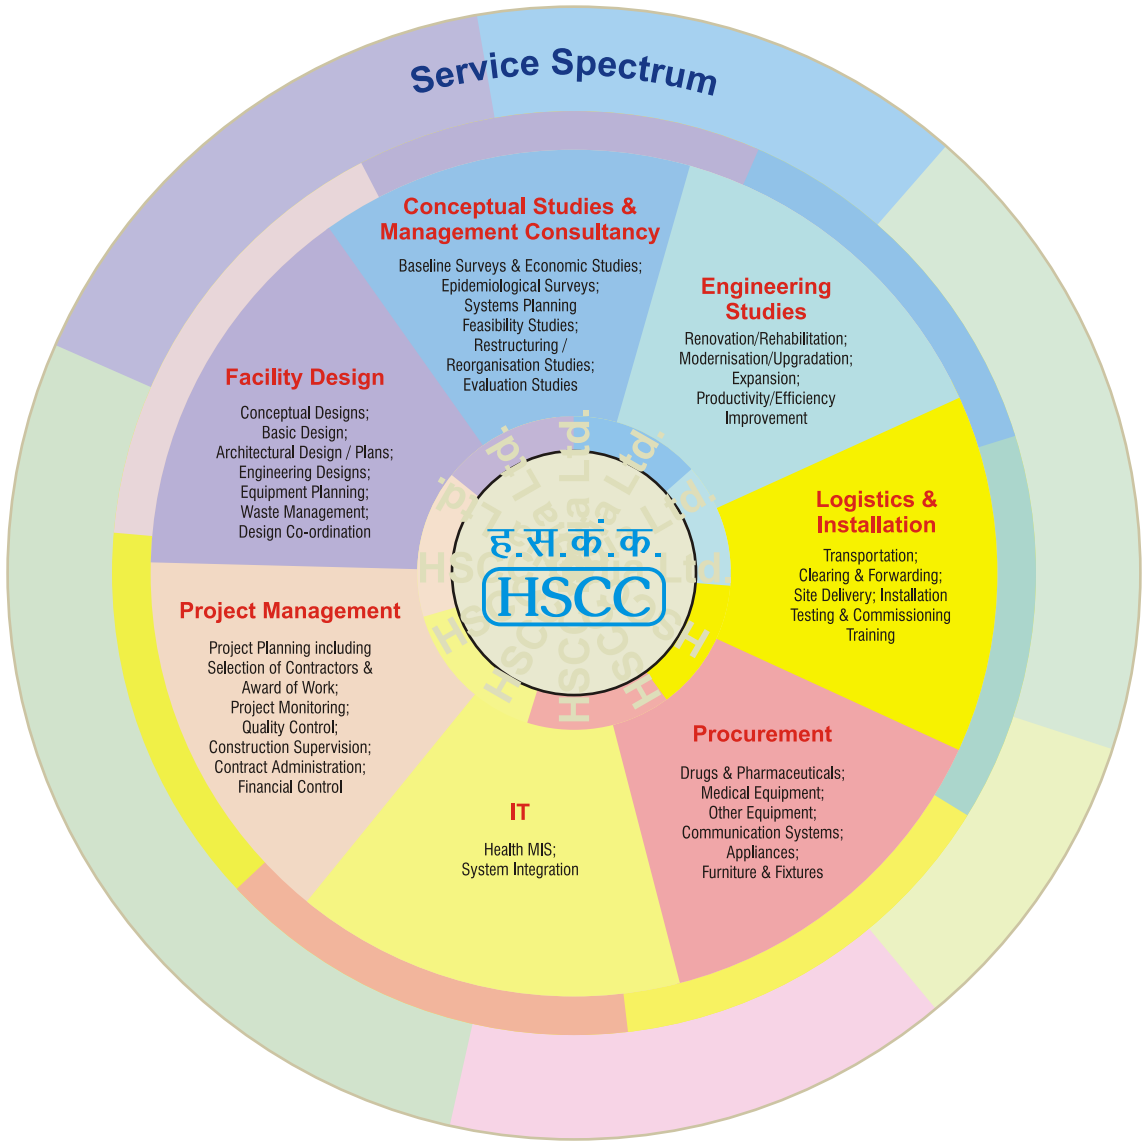 Service Spectrum
Conceptual Studies &
Management Consultancy
Baseline Surveys & Economic Studies;
Epidemiological Surveys;
Systems Planning
Feasibility Studies;
Restructuring /
Reorganisation Studies;
Evaluation Studies
Engineering
Studies
Renovation/Rehabilitation;
Modernisation/Upgradation;
Expansion;
Productivity/Efficiency
Improvement
Logistics &
Installation
Transportation;
Clearing & Forwarding;
Site Delivery; Installation
Testing & Commissioning
Training
Procurement
Drugs & Pharmaceuticals;
Medical Equipment;
Other Equipment;
Communication Systems;
Appliances;
Furniture & Fixtures
IT
Health MIS;
System Integration
Project Management
Project Planning including
Selection of Contractors &
Award of Work;
Project Monitoring;
Quality Control;
Construction Supervision;
Contract Administration;
Financial Control
Facility Design
Conceptual Designs;
Basic Design;
Architectural Design / Plans;
Engineering Designs;
Equipment Planning;
Waste Management;
Design Co-ordination
ह.स.कं.क.
HSCC